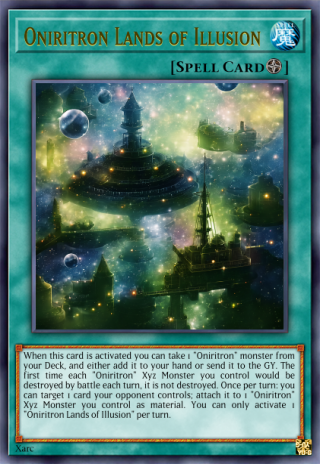 Oniritron Lands of Illusion
[Spell Card]
When this card is activated you can take 1 "Oniritron" monster from
your Deck, and either add it to your hand or send it to the GY. The
first time each "Oniritron" Xyz Monster you control would be
destroyed by battle each turn, it is not destroyed. Once per turn: you
can target 1 card your opponent controls; attach it to 1 "Oniritron"
Xyz Monster you control as material. You can only activate 1
"Oniritron Lands of Illusion" per turn.
Xarc